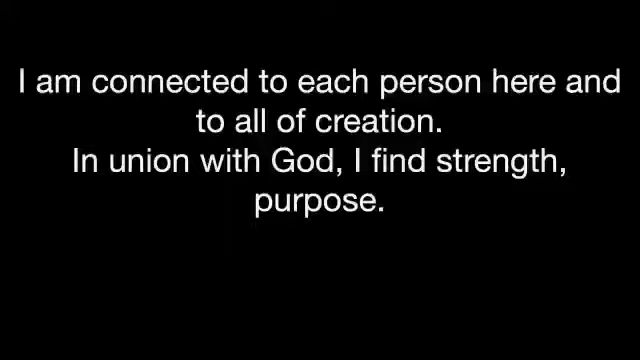 I am connected to each person here and
to all of creation.
In union with God, I find strength,
purpose.